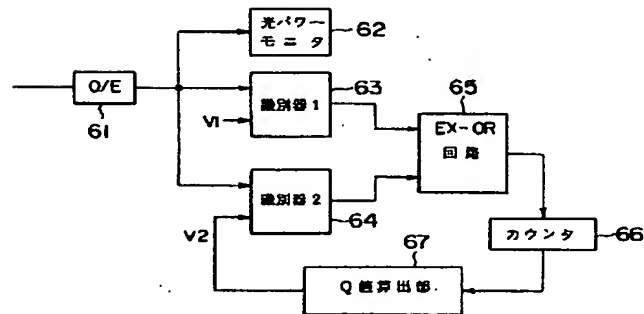 光パワー
モニタ
62
O/E
61
63
識別器1
V1
65
EX-OR
回路
識別器2
64
V2
カウンタ
66
67
Q値算出部